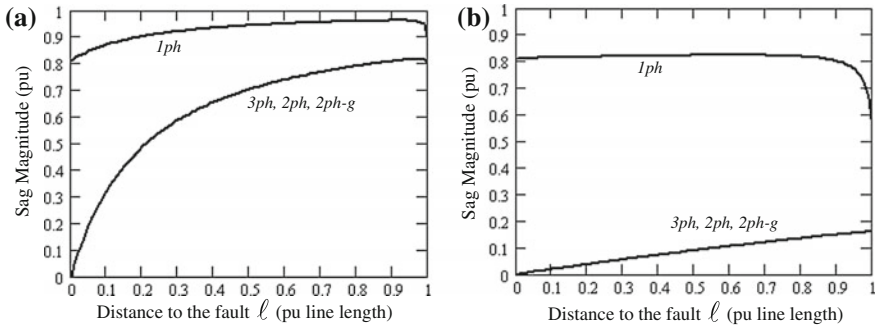 (a)
Sag Magnitude (pu)
1
0.9
0.8
0.7
0.6
0.5
0.4
0.3
0.2
0.1
0
1ph
3ph, 2ph, 2ph-g
0 0.1 0.2 0.3 0.4 0.5 0.6 0.7 0.8 0.9 1
Distance to the fault ℓ (pu line length)
(b)
Sag Magnitude (pu)
1
0.9
0.8
0.7
0.6
0.5
0.4
0.3
0.2
0.1
0
1ph
3ph, 2ph, 2ph-g
0 0.1 0.2 0.3 0.4 0.5 0.6 0.7 0.8 0.9 1
Distance to the fault ℓ (pu line length)